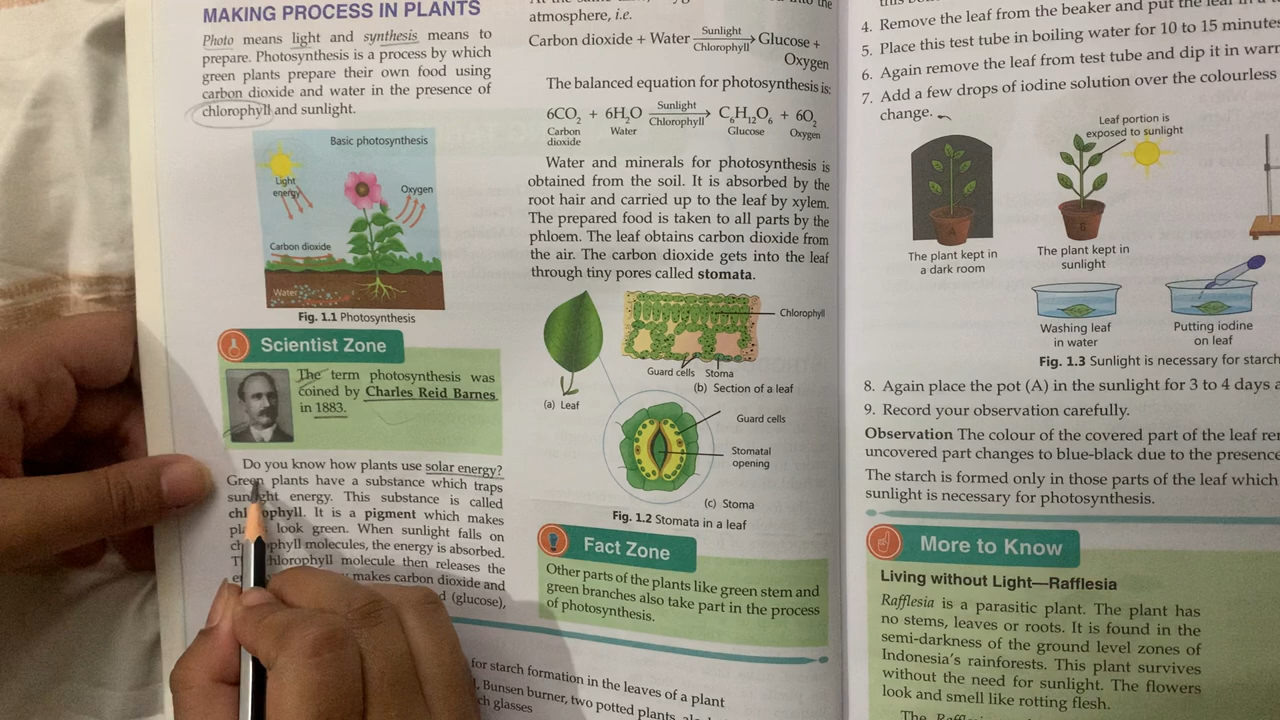 MAKING PROCESS IN PLANTS
Photo means light and synthesis means to
prepare. Photosynthesis is a process by which
green plants prepare their own food using
carbon dioxide and water in the presence of
chlorophyll and sunlight.
Basic photosynthesis
Light
energy
Oxygen
Carbon dioxide
Water
Fig. 1.1 Photosynthesis
Scientist Zone
The term photosynthesis was
coined by Charles Reid Barnes
in 1883.
Do you know how plants use solar energy?
Green plants have a substance which traps
sunlight energy. This substance is called
chlorophyll. It is a pigment which makes
look green. When sunlight falls on
chlorophyll molecules, the energy is absorbed.
chlorophyll molecule then releases the
makes carbon dioxide and
(glucose),
the
atmosphere, i.e.
Carbon dioxide + Water Sunlight Chlorophyll → Glucose +
Oxygen
The balanced equation for photosynthesis is:
6CO₂ + 6H₂O Sunlight Chlorophyll → C₆H₁₂O₆ + 6O₂
Carbon dioxide Water Glucose Oxygen
Water and minerals for photosynthesis is
obtained from the soil. It is absorbed by the
root hair and carried up to the leaf by xylem.
The prepared food is taken to all parts by the
phloem. The leaf obtains carbon dioxide from
the air. The carbon dioxide gets into the leaf
through tiny pores called stomata.
Chlorophyll
Guard cells Stoma
(a) Leaf
(b) Section of a leaf
Guard cells
Stomatal
opening
(c) Stoma
Fig. 1.2 Stomata in a leaf
Fact Zone
Other parts of the plants like green stem and
green branches also take part in the process
of photosynthesis.
for starch formation in the leaves of a plant
Bunsen burner, two potted plants
glasses
4. Remove the leaf from the beaker and put the leaf in a
5. Place this test tube in boiling water for 10 to 15 minutes
6. Again remove the leaf from test tube and dip it in
7. Add a few drops of iodine solution over the colourless
change.
Leaf portion is
exposed to sunlight
A
B
The plant kept in
a dark room
The plant kept in
sunlight
Washing leaf
in water
Putting iodine
on leaf
Fig. 1.3 Sunlight is necessary for starch
8. Again place the pot (A) in the sunlight for 3 to 4 days
9. Record your observation carefully.
Observation The colour of the covered part of the leaf
uncovered part changes to blue-black due to the presence
The starch is formed only in those parts of the leaf which
sunlight is necessary for photosynthesis.
More to Know
Living without Light—Rafflesia
Rafflesia is a parasitic plant. The plant has
no stems, leaves or roots. It is found in the
semi-darkness of the ground level zones of
Indonesia's rainforests. This plant survives
without the need for sunlight. The flowers
look and smell like rotting flesh.
The